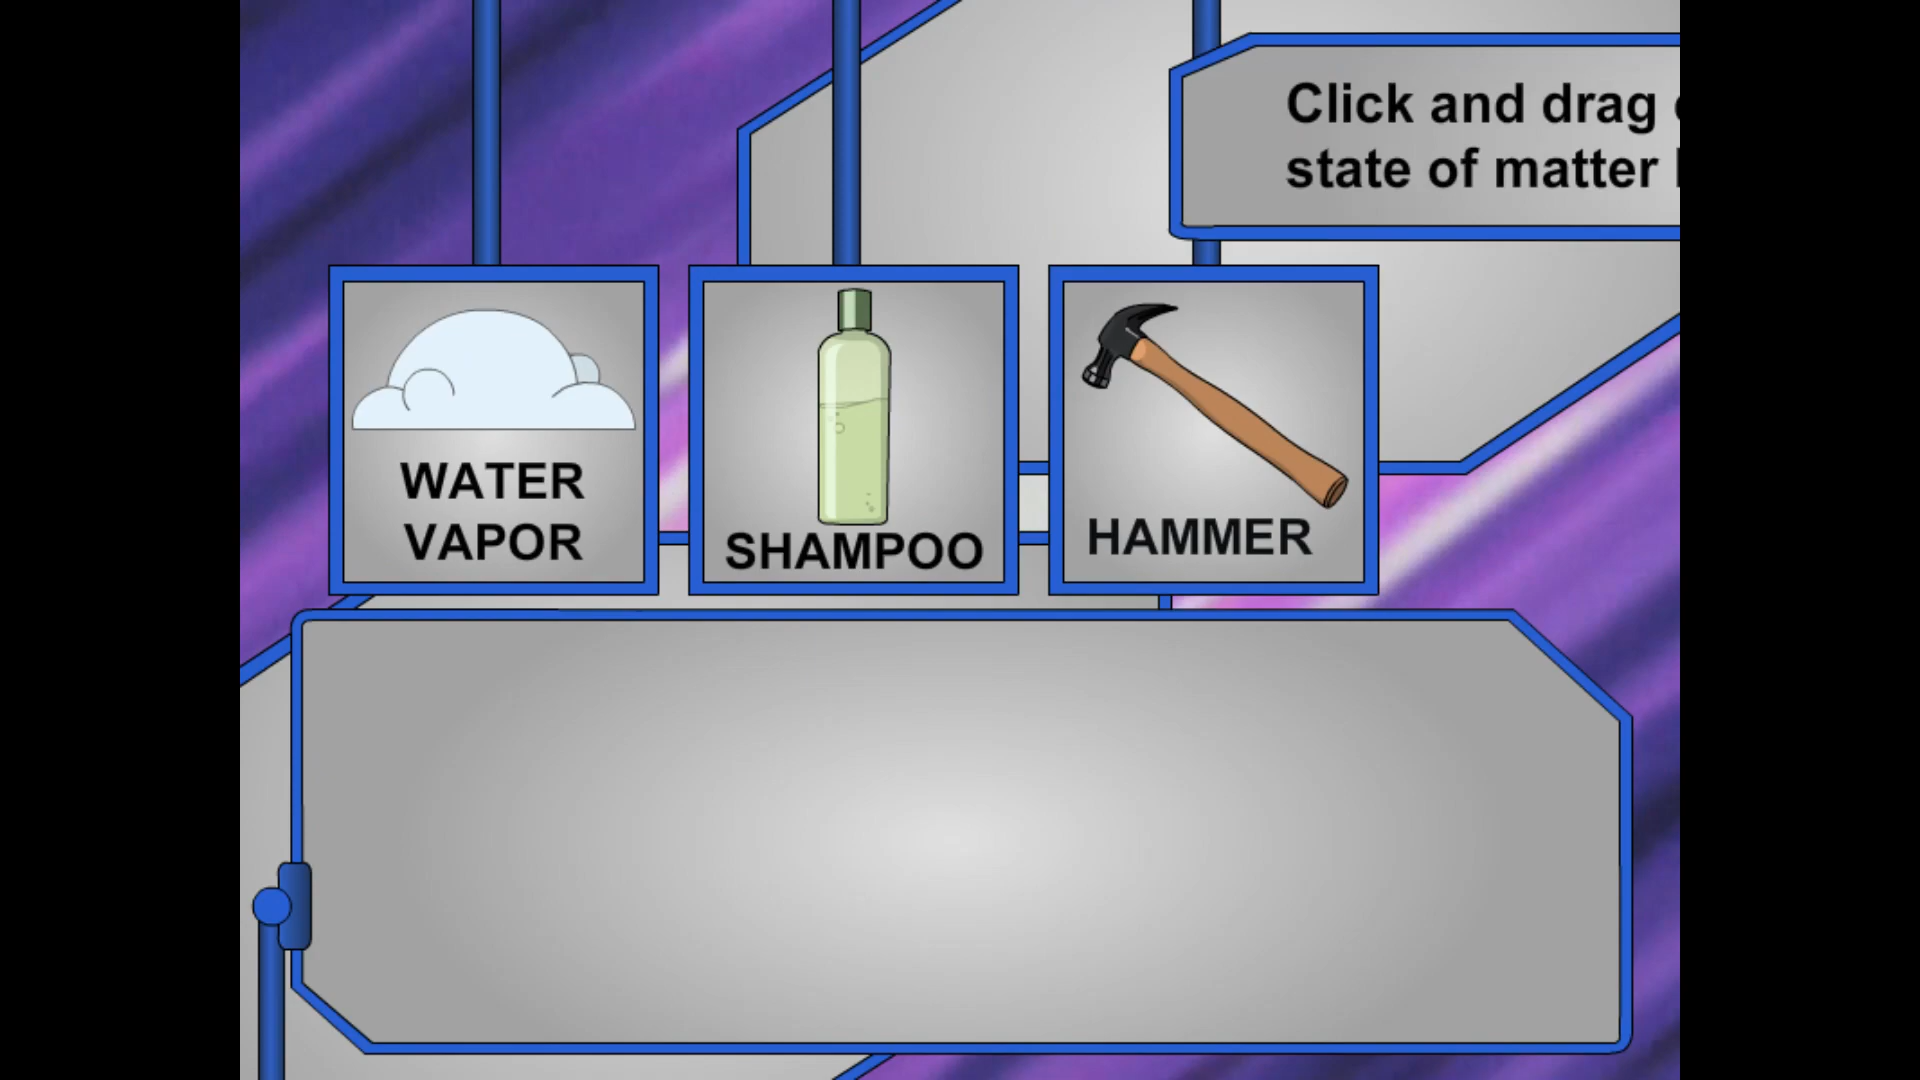 Click and drag
state of matter
WATER
VAPOR
SHAMPOO
HAMMER